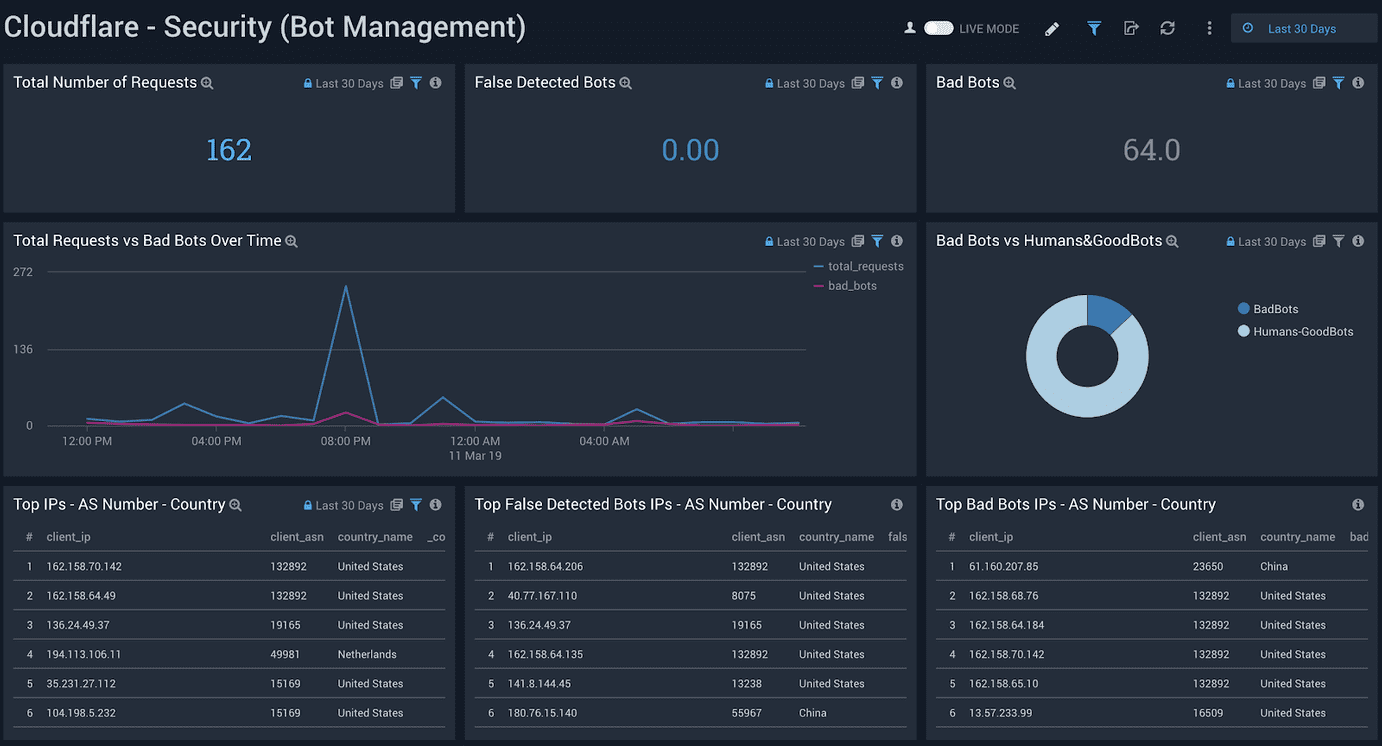 Cloudflare - Security (Bot Management)
LIVE MODE
Last 30 Days
Total Number of Requests
Last 30 Days
162
False Detected Bots
Last 30 Days
0.00
Bad Bots
Last 30 Days
64.0
Total Requests vs Bad Bots Over Time
Last 30 Days
272
136
0
12:00 PM 04:00 PM 08:00 PM 12:00 AM 04:00 AM
11 Mar 19
total_requests
bad_bots
Bad Bots vs Humans&GoodBots
Last 30 Days
BadBots
Humans-GoodBots
Top IPs - AS Number - Country
Last 30 Days
# client_ip client_asn country_name _co
1 162.158.70.142 132892 United States
2 162.158.64.49 132892 United States
3 136.24.49.37 19165 United States
4 194.113.106.11 49981 Netherlands
5 35.231.27.112 15169 United States
6 104.198.5.232 15169 United States
Top False Detected Bots IPs - AS Number - Country
# client_ip client_asn country_name fals
1 162.158.64.206 132892 United States
2 40.77.167.110 8075 United States
3 136.24.49.37 19165 United States
4 162.158.64.135 132892 United States
5 141.8.144.45 13238 United States
6 180.76.15.140 55967 China
Top Bad Bots IPs - AS Number - Country
# client_ip client_asn country_name bad
1 61.160.207.85 23650 China
2 162.158.68.76 132892 United States
3 162.158.64.184 132892 United States
4 162.158.70.142 132892 United States
5 162.158.65.10 132892 United States
6 13.57.233.99 16509 United States